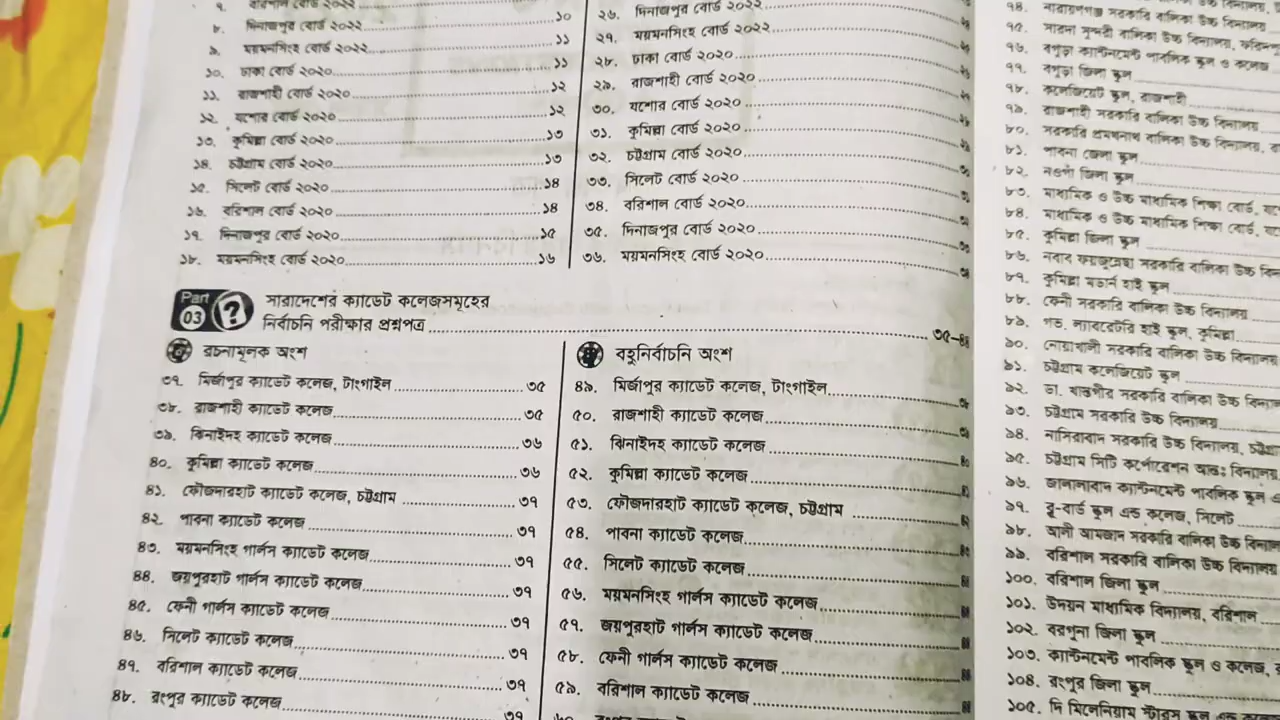 ৭. বরিশাল বোর্ড ২০২২
৮. দিনাজপুর বোর্ড ২০২২ ১০
৯. ময়মনসিংহ বোর্ড ২০২২ ১১
১০. ঢাকা বোর্ড ২০২০ ১১
১১. রাজশাহী বোর্ড ২০২০ ১২
১২. যশোর বোর্ড ২০২০ ১২
১৩. কুমিল্লা বোর্ড ২০২০ ১৩
১৪. চট্টগ্রাম বোর্ড ২০২০ ১৩
১৫. সিলেট বোর্ড ২০২০ ১৪
১৬. বরিশাল বোর্ড ২০২০ ১৪
১৭. দিনাজপুর বোর্ড ২০২০ ১৫
১৮. ময়মনসিংহ বোর্ড ২০২০ ১৬
২৬. দিনাজপুর বোর্ড ২০২২
২৭. ময়মনসিংহ বোর্ড ২০২২
২৮. ঢাকা বোর্ড ২০২০
২৯. রাজশাহী বোর্ড ২০২০
৩০. যশোর বোর্ড ২০২০
৩১. কুমিল্লা বোর্ড ২০২০
৩২. চট্টগ্রাম বোর্ড ২০২০
৩৩. সিলেট বোর্ড ২০২০
৩৪. বরিশাল বোর্ড ২০২০
৩৫. দিনাজপুর বোর্ড ২০২০
৩৬. ময়মনসিংহ বোর্ড ২০২০
Part 03 ?
সারাদেশের ক্যাডেট কলেজসমূহের
নির্বাচনি পরীক্ষার প্রশ্নপত্র ৩৫-৪৪
রচনামূলক অংশ
৩৭. মির্জাপুর ক্যাডেট কলেজ, টাংগাইল ৩৫
৩৮. রাজশাহী ক্যাডেট কলেজ ৩৫
৩৯. ঝিনাইদহ ক্যাডেট কলেজ ৩৬
৪০. কুমিল্লা ক্যাডেট কলেজ ৩৬
৪১. ফৌজদারহাট ক্যাডেট কলেজ, চট্টগ্রাম ৩৭
৪২. পাবনা ক্যাডেট কলেজ ৩৭
৪৩. ময়মনসিংহ গার্লস ক্যাডেট কলেজ ৩৭
৪৪. জয়পুরহাট গার্লস ক্যাডেট কলেজ ৩৭
৪৫. ফেনী গার্লস ক্যাডেট কলেজ ৩৭
৪৬. সিলেট ক্যাডেট কলেজ ৩৭
৪৭. বরিশাল ক্যাডেট কলেজ ৩৭
৪৮. রংপুর ক্যাডেট কলেজ ৩৭
বহুনির্বাচনি অংশ
৪৯. মির্জাপুর ক্যাডেট কলেজ, টাংগাইল
৫০. রাজশাহী ক্যাডেট কলেজ
৫১. ঝিনাইদহ ক্যাডেট কলেজ
৫২. কুমিল্লা ক্যাডেট কলেজ
৫৩. ফৌজদারহাট ক্যাডেট কলেজ, চট্টগ্রাম
৫৪. পাবনা ক্যাডেট কলেজ
৫৫. সিলেট ক্যাডেট কলেজ
৫৬. ময়মনসিংহ গার্লস ক্যাডেট কলেজ
৫৭. জয়পুরহাট গার্লস ক্যাডেট কলেজ
৫৮. ফেনী গার্লস ক্যাডেট কলেজ
৫৯. বরিশাল ক্যাডেট কলেজ
৭৪. নারায়ণগঞ্জ সরকারি বালিকা উচ্চ বিদ্যালয়
৭৫. সারদা সুন্দরী বালিকা উচ্চ বিদ্যালয়,
৭৬. বগুড়া ক্যান্টনমেন্ট পাবলিক স্কুল ও কলেজ
৭৭. বগুড়া জিলা স্কুল
৭৮. কলেজিয়েট স্কুল, রাজশাহী
৭৯. রাজশাহী সরকারি বালিকা উচ্চ বিদ্যালয়
৮০. সরকারি প্রমথনাথ বালিকা উচ্চ বিদ্যালয়,
৮১. পাবনা জেলা স্কুল
৮২. নওগাঁ জিলা স্কুল
৮৩. মাধ্যমিক ও উচ্চ মাধ্যমিক শিক্ষা বোর্ড,
৮৪. মাধ্যমিক ও উচ্চ মাধ্যমিক শিক্ষা বোর্ড,
৮৫. কুমিল্লা জিলা স্কুল
৮৬. নবাব ফয়জুন্নেছা সরকারি বালিকা উচ্চ
৮৭. কুমিল্লা মডার্ন হাই স্কুল
৮৮. ফেনী সরকারি বালিকা উচ্চ বিদ্যালয়
৮৯. গভ. ল্যাবরেটরি হাই স্কুল, কুমিল্লা
৯০. নোয়াখালী সরকারি বালিকা উচ্চ বিদ্যালয়
৯১. চট্টগ্রাম কলেজিয়েট স্কুল
৯২. ডা. খাস্তগীর সরকারি বালিকা উচ্চ বিদ্যালয়
৯৩. চট্টগ্রাম সরকারি উচ্চ বিদ্যালয়
৯৪. নাসিরাবাদ সরকারি উচ্চ বিদ্যালয়,
৯৫. চট্টগ্রাম সিটি কর্পোরেশন আন্তঃ বিদ্যালয়
৯৬. জালালাবাদ ক্যান্টনমেন্ট পাবলিক স্কুল
৯৭. ব্লু-বার্ড স্কুল এন্ড কলেজ, সিলেট
৯৮. আলী আমজাদ সরকারি বালিকা উচ্চ
৯৯. বরিশাল সরকারি বালিকা উচ্চ বিদ্যালয়
১০০. বরিশাল জিলা স্কুল
১০১. উদয়ন মাধ্যমিক বিদ্যালয়, বরিশাল
১০২. বরগুনা জিলা স্কুল
১০৩. ক্যান্টনমেন্ট পাবলিক স্কুল ও কলেজ,
১০৪. রংপুর জিলা স্কুল
১০৫. দি মিলেনিয়াম স্টারস স্কুল এন্ড